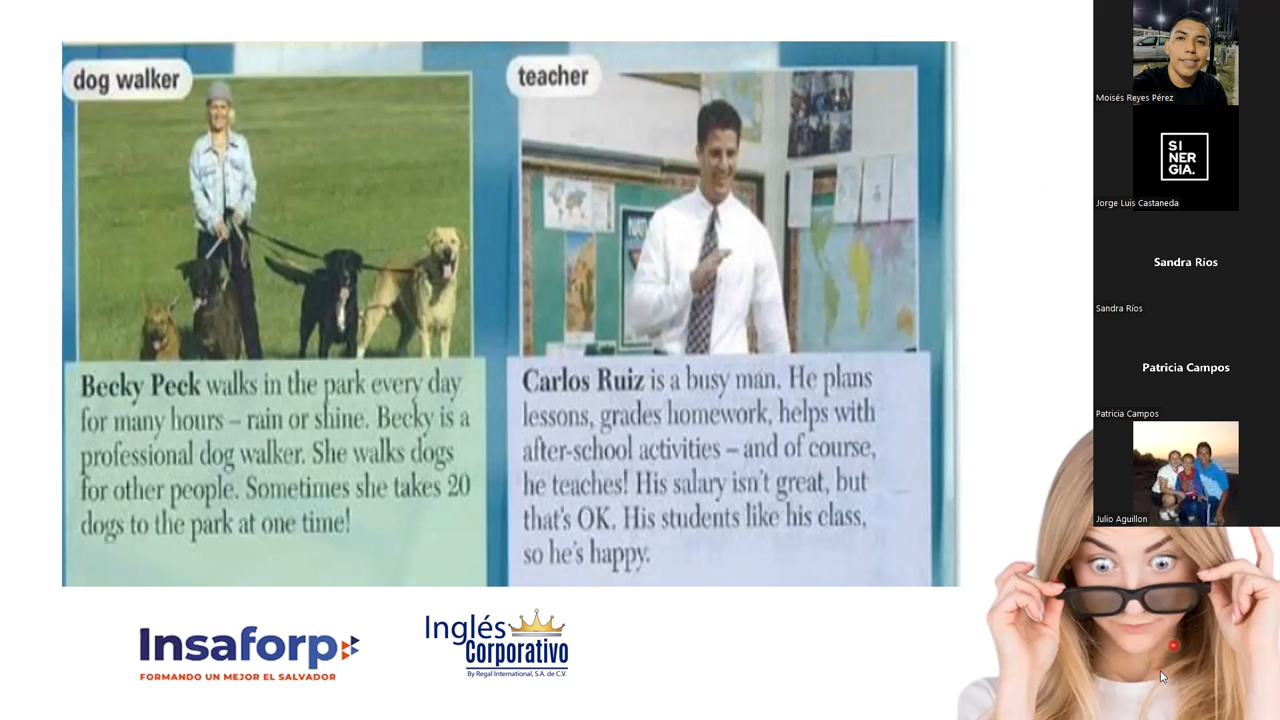 dog walker
Becky Peck walks in the park every day
for many hours – rain or shine. Becky is a
professional dog walker. She walks dogs
for other people. Sometimes she takes 20
dogs to the park at one time!
teacher
Carlos Ruiz is a busy man. He plans
lessons, grades homework, helps with
after-school activities – and of course,
he teaches! His salary isn't great, but
that's OK. His students like his class,
so he's happy.
Insaforp
FORMANDO UN MEJOR EL SALVADOR
Inglés
Corporativo
By Regal International, S.A. de C.V.
Moisés Reyes Pérez
SI
NER
GIA.
Jorge Luis Castaneda
Sandra Ríos
Sandra Ríos
Patricia Campos
Patricia Campos
Julio Aguillon